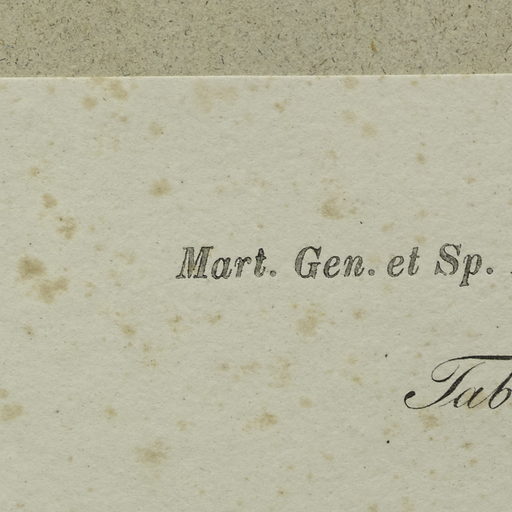 Mart. Gen. et Sp.
Tab